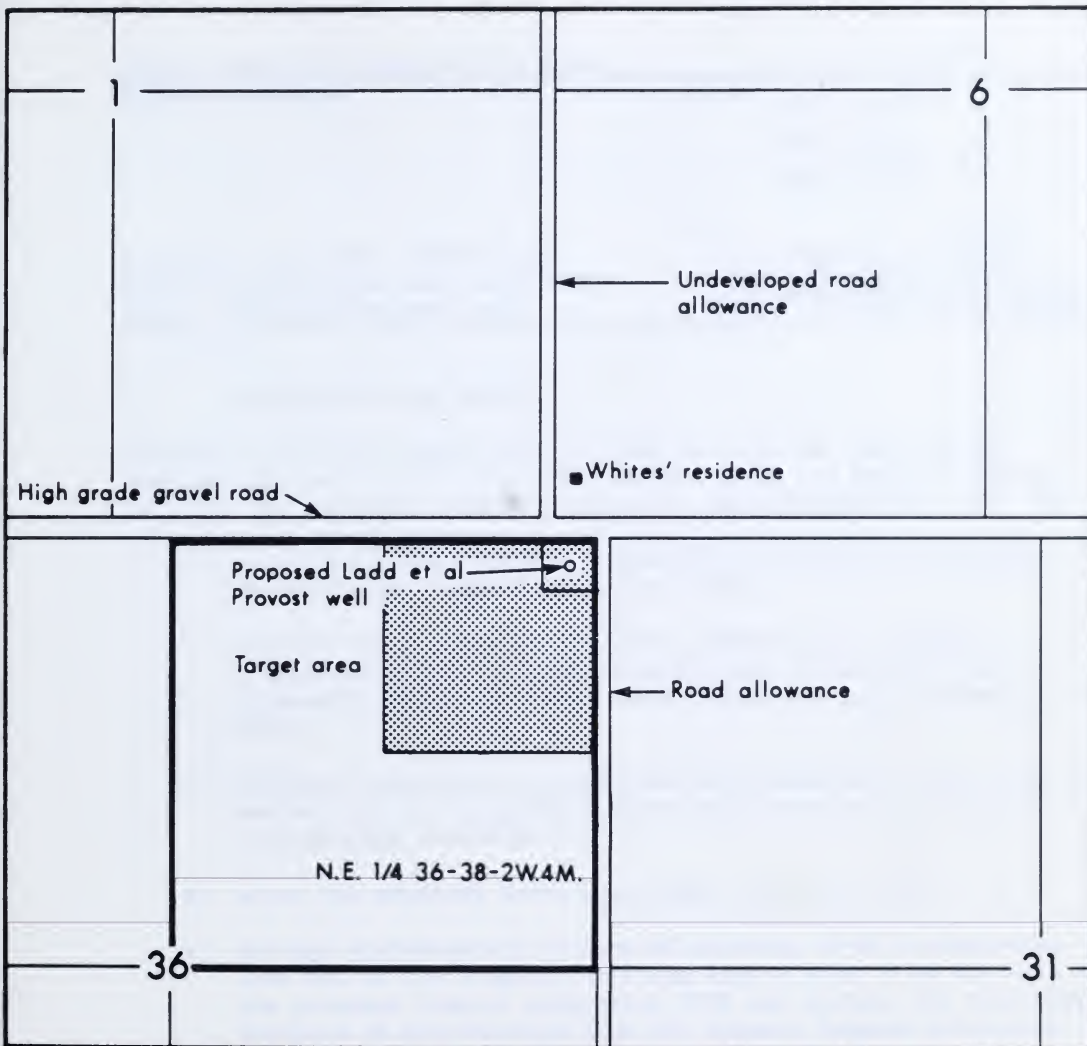 1
6
Undeveloped road
allowance
Whites' residence
High grade gravel road
Proposed Ladd et al
Provost well
Target area
Road allowance
N.E. 1/4 36-38-2W.4M.
36
31